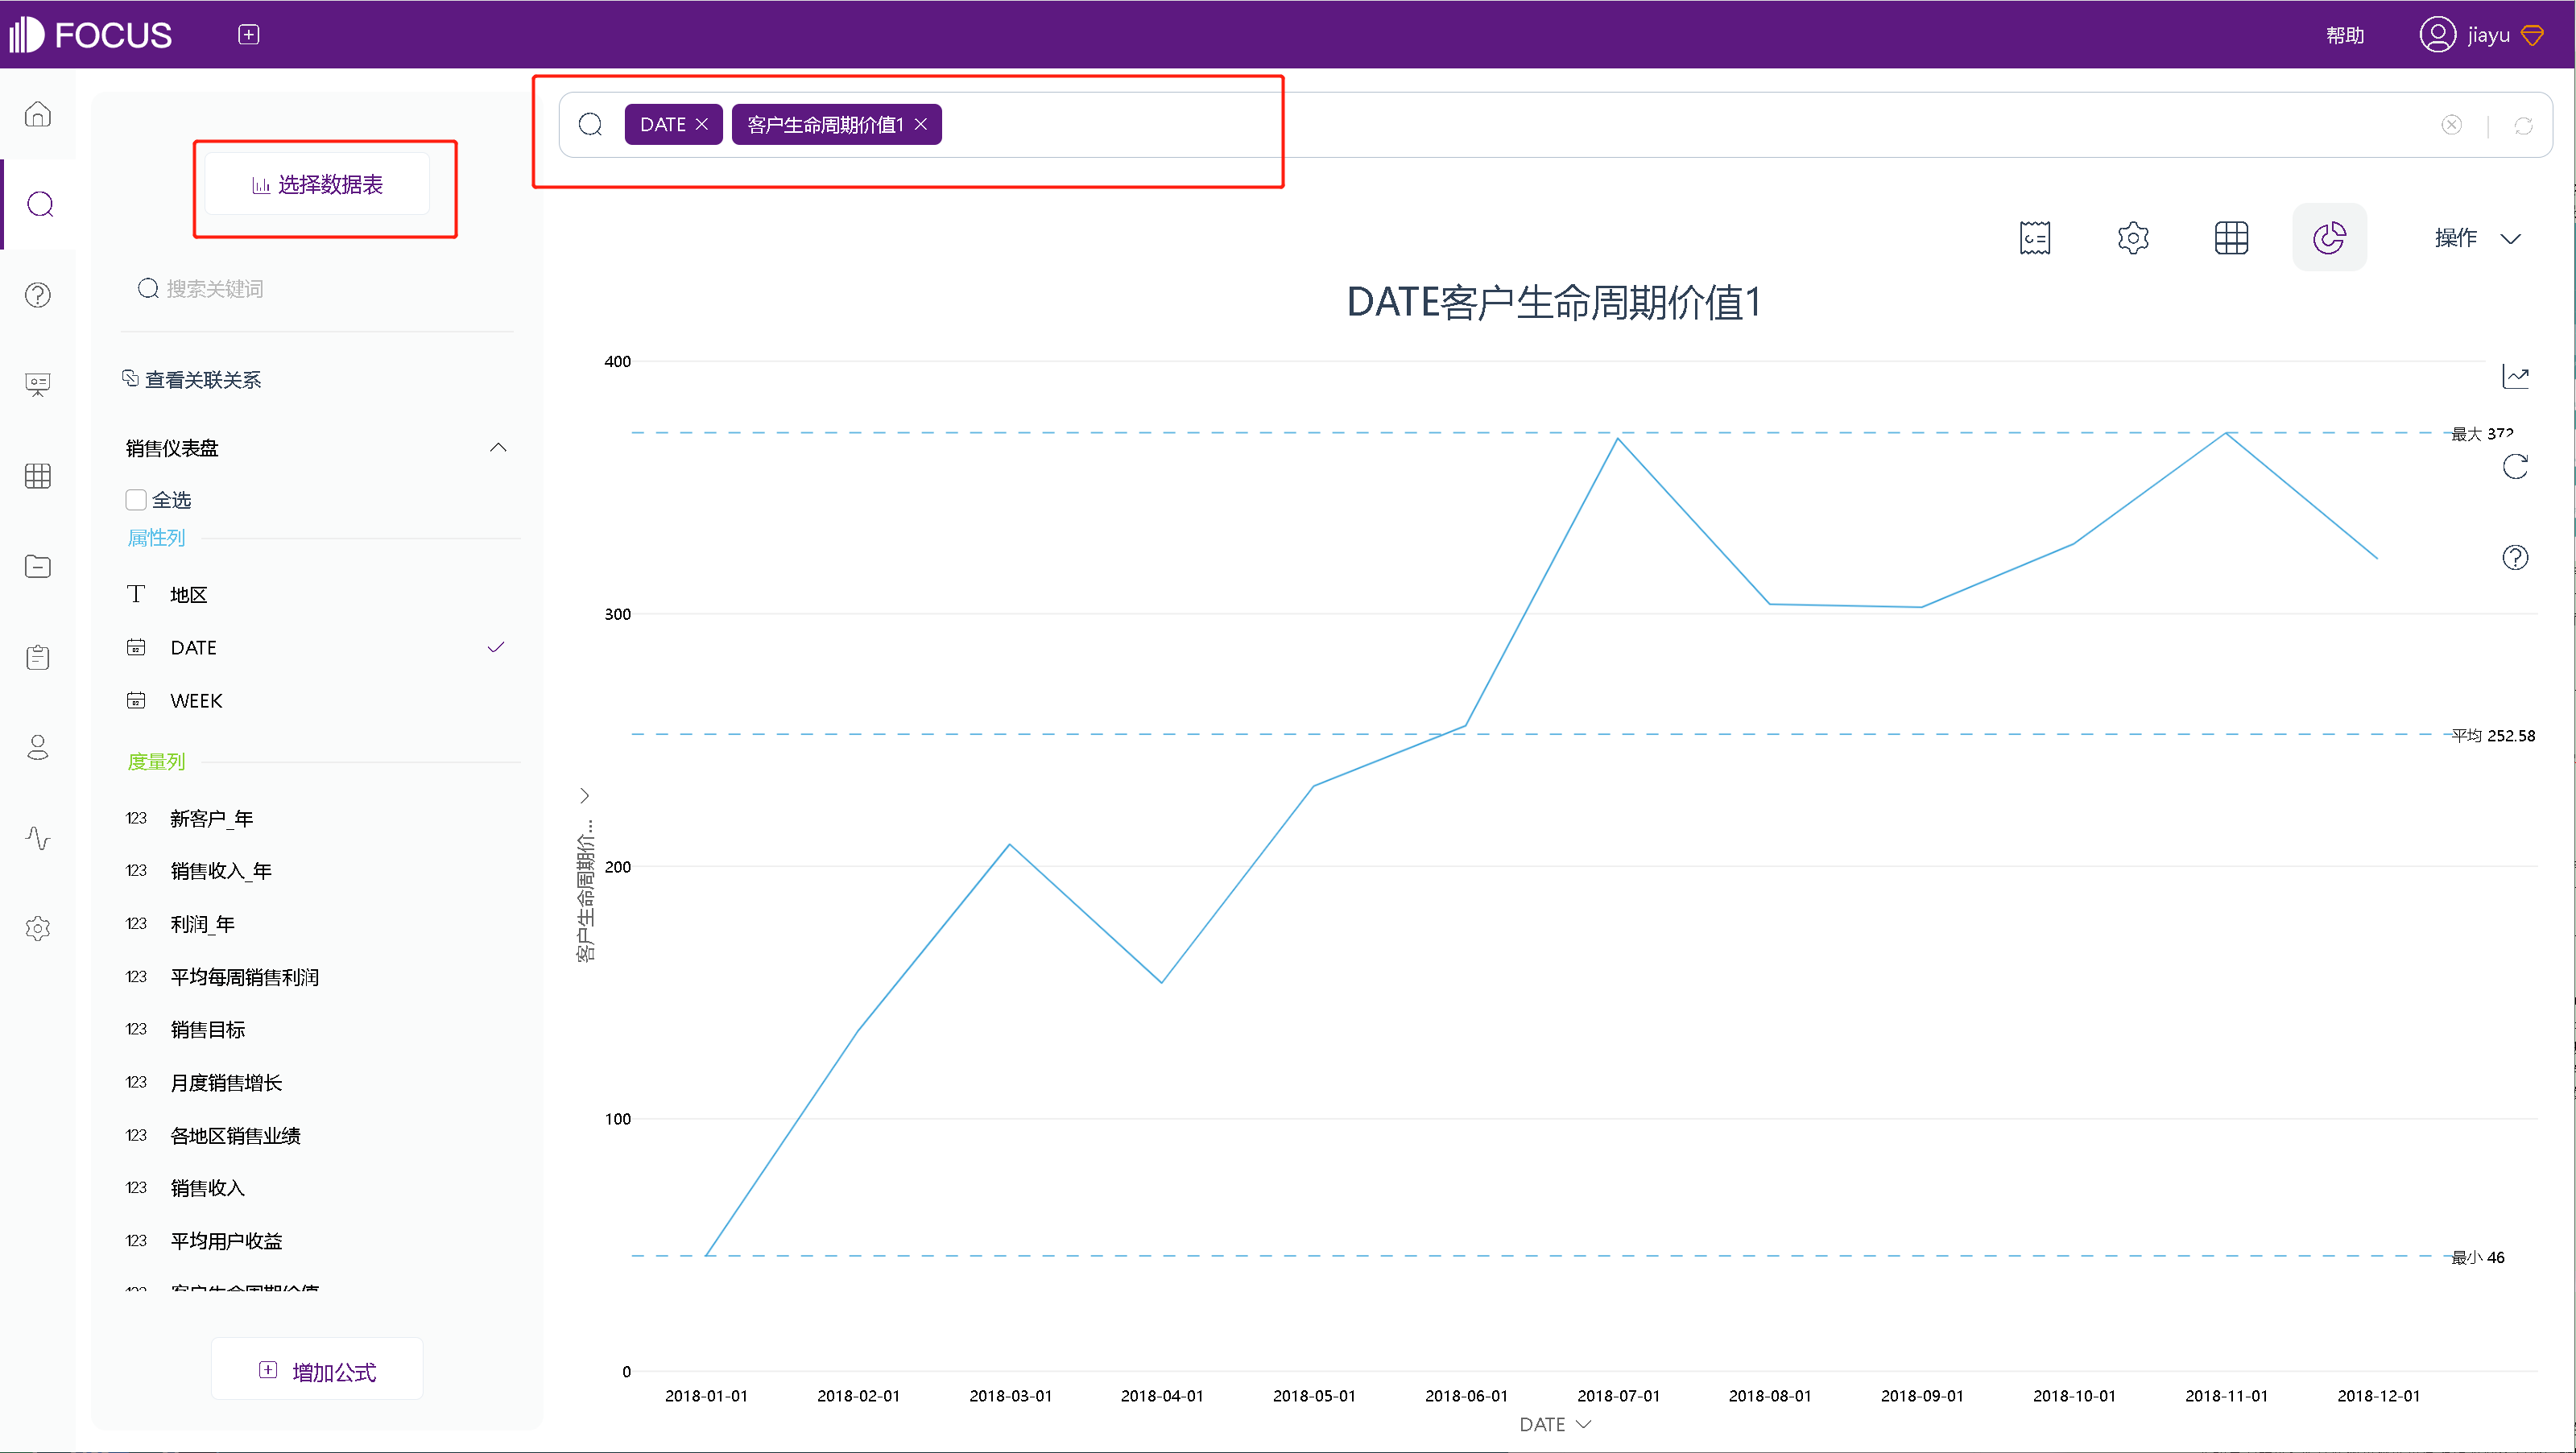 FOCUS
帮助
jiayu
选择数据表
DATE
客户生命周期价值1
搜索关键词
操作
查看关联关系
销售仪表盘
全选
属性列
地区
DATE
WEEK
度量列
123 新客户_年
123 销售收入_年
123 利润_年
123 平均每周销售利润
123 销售目标
123 月度销售增长
123 各地区销售业绩
123 销售收入
123 平均用户收益
123 客户生命周期价值
增加公式
DATE客户生命周期价值1
400
最大 372
300
平均 252.58
客户生命周期价...
200
100
最小 46
0
2018-01-01 2018-02-01 2018-03-01 2018-04-01 2018-05-01 2018-06-01 2018-07-01 2018-08-01 2018-09-01 2018-10-01 2018-11-01 2018-12-01
DATE